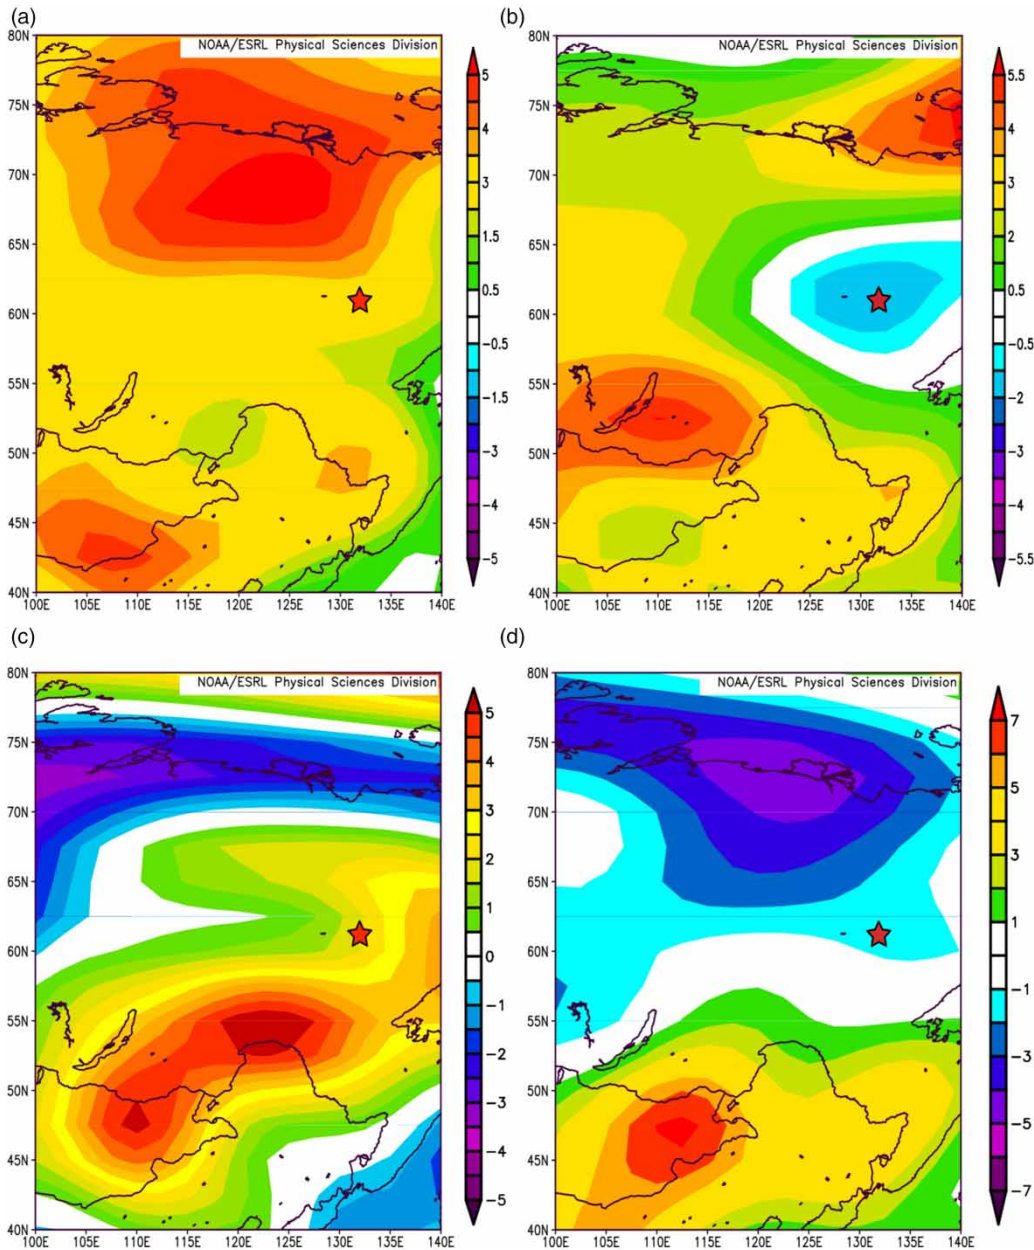 (a)
NOAA/ESRL Physical Sciences Division
80N
75N
70N
65N
60N
55N
50N
45N
40N
100E 105E 110E 115E 120E 125E 130E 135E 140E
5
4
3
1.5
0.5
-0.5
-1.5
-3
-4
-5
(b)
NOAA/ESRL Physical Sciences Division
80N
75N
70N
65N
60N
55N
50N
45N
40N
100E 105E 110E 115E 120E 125E 130E 135E 140E
5.5
4
3
2
0.5
-0.5
-2
-3
-4
-5.5
(c)
NOAA/ESRL Physical Sciences Division
80N
75N
70N
65N
60N
55N
50N
45N
40N
100E 105E 110E 115E 120E 125E 130E 135E 140E
5
4
3
2
1
0
-1
-2
-3
-4
-5
(d)
NOAA/ESRL Physical Sciences Division
80N
75N
70N
65N
60N
55N
50N
45N
40N
100E 105E 110E 115E 120E 125E 130E 135E 140E
7
5
3
1
-1
-3
-5
-7